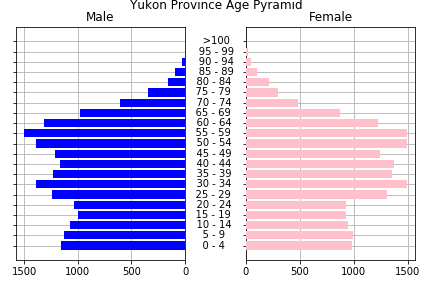 Yukon Province Age Pyramid
Male Female
>100
95 - 99
90 - 94
85 - 89
80 - 84
75 - 79
70 - 74
65 - 69
60 - 64
55 - 59
50 - 54
45 - 49
40 - 44
35 - 39
30 - 34
25 - 29
20 - 24
15 - 19
10 - 14
5 - 9
0 - 4
1500 1000 500 0 0 500 1000 1500